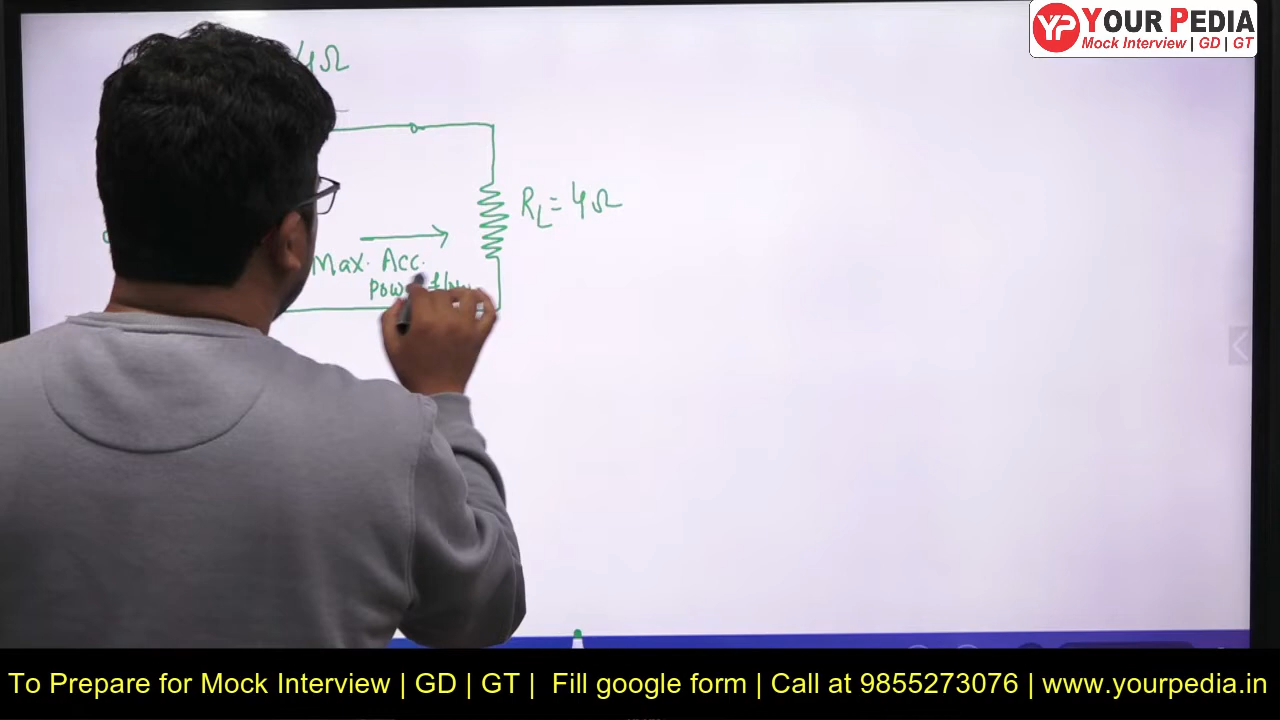 YP YOUR PEDIA
Mock Interview | GD | GT
4Ω
R_L = 4Ω
Max. Acc.
To Prepare for Mock Interview | GD | GT | Fill google form | Call at 9855273076 | www.yourpedia.in